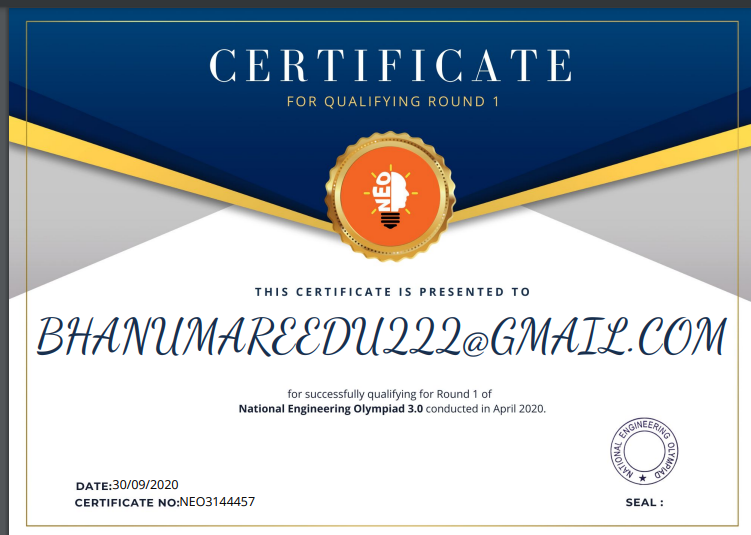 CERTIFICATE
FOR QUALIFYING ROUND 1
NEO
THIS CERTIFICATE IS PRESENTED TO
BHANUMAREEDU222@GMAIL.COM
for successfully qualifying for Round 1 of
National Engineering Olympiad 3.0 conducted in April 2020.
NATIONAL ENGINEERING OLYMPIAD
DATE:30/09/2020
CERTIFICATE NO:NEO3144457
SEAL :